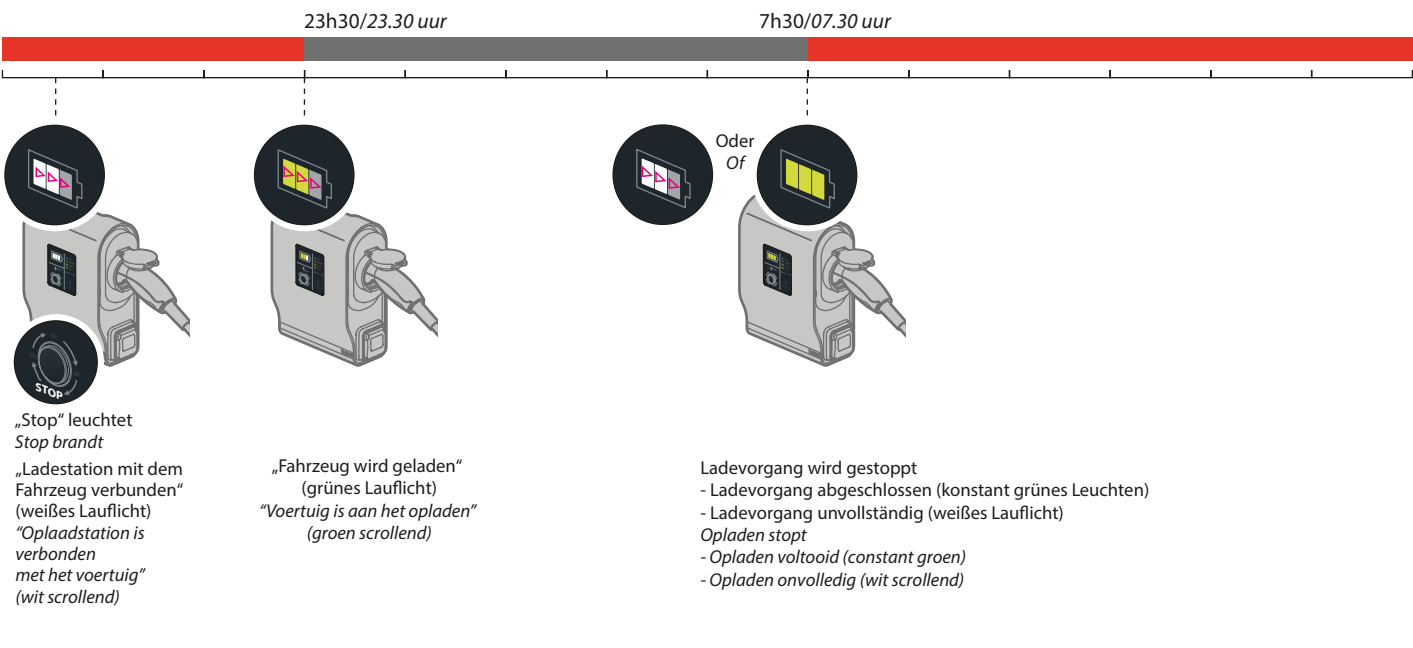 23h30/23.30 uur
7h30/07.30 uur
Oder
Of
STOP
„Stop“ leuchtet
Stop brandt
„Ladestation mit dem
Fahrzeug verbunden“
(weißes Lauflicht)
“Oplaadstation is
verbonden
met het voertuig”
(wit scrollend)
„Fahrzeug wird geladen“
(grünes Lauflicht)
“Voertuig is aan het opladen”
(groen scrollend)
Ladevorgang wird gestoppt
- Ladevorgang abgeschlossen (konstant grünes Leuchten)
- Ladevorgang unvollständig (weißes Lauflicht)
Opladen stopt
- Opladen voltooid (constant groen)
- Opladen onvolledig (wit scrollend)